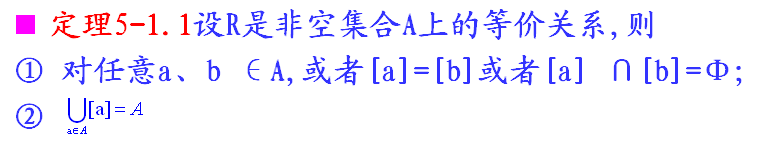 ■ 定理5-1.1设R是非空集合A上的等价关系,则
① 对任意a、b ∈A,或者[a]=[b]或者[a] ∩[b]=Φ;
② ⋃[a]=A
a∈A